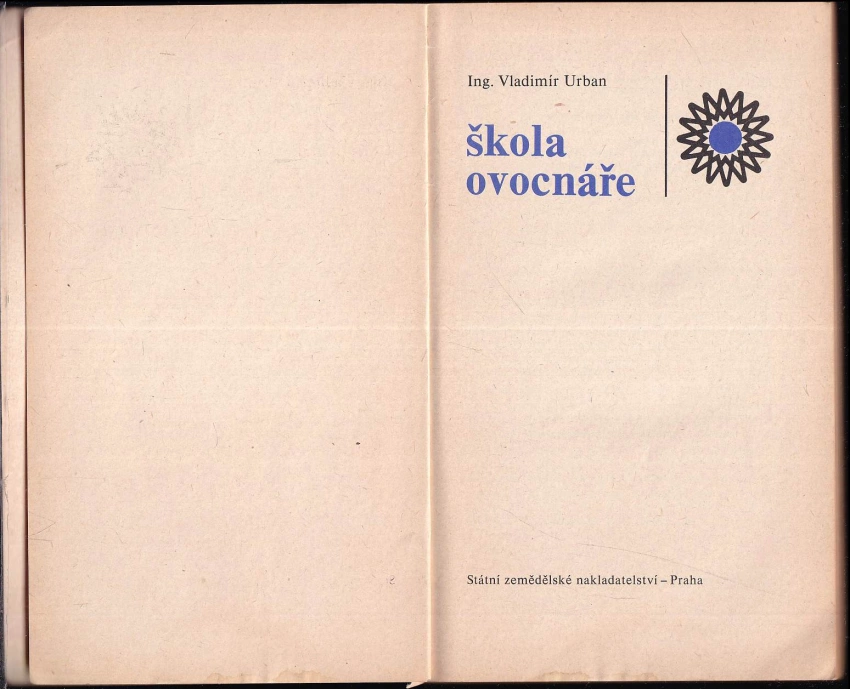 Ing. Vladimír Urban
škola
ovocnáře
Státní zemědělské nakladatelství – Praha